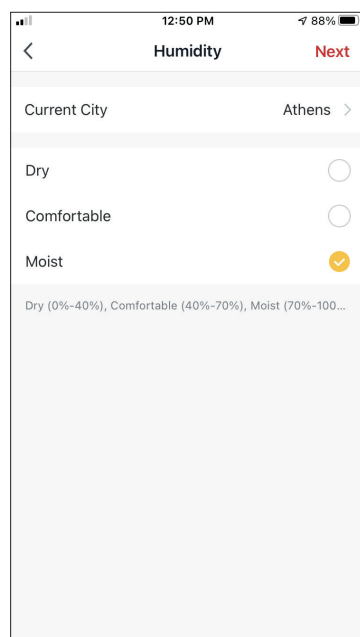 12:50 PM
88%
Humidity
Next
Current City
Athens
Dry
Comfortable
Moist
Dry (0%-40%), Comfortable (40%-70%), Moist (70%-100...